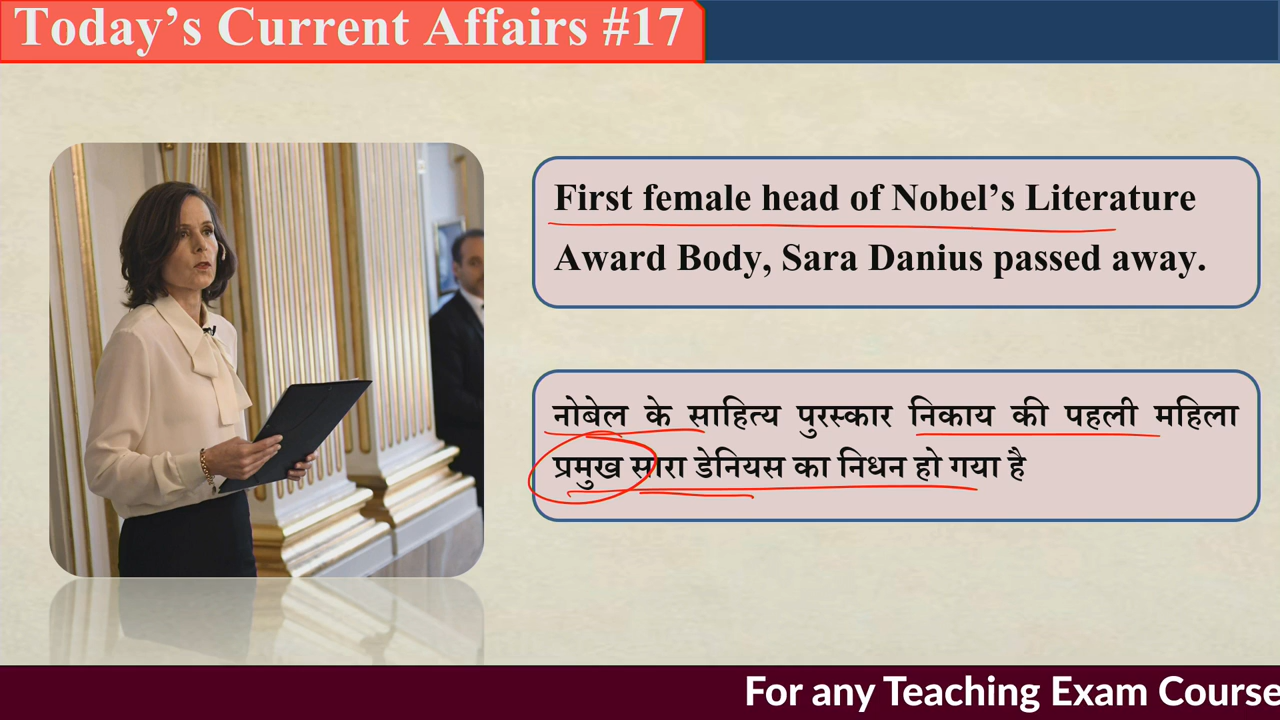 Today's Current Affairs #17
First female head of Nobel's Literature
Award Body, Sara Danius passed away.
नोबेल के साहित्य पुरस्कार निकाय की पहली महिला
प्रमुख सारा डेनियस का निधन हो गया है
For any Teaching Exam Course